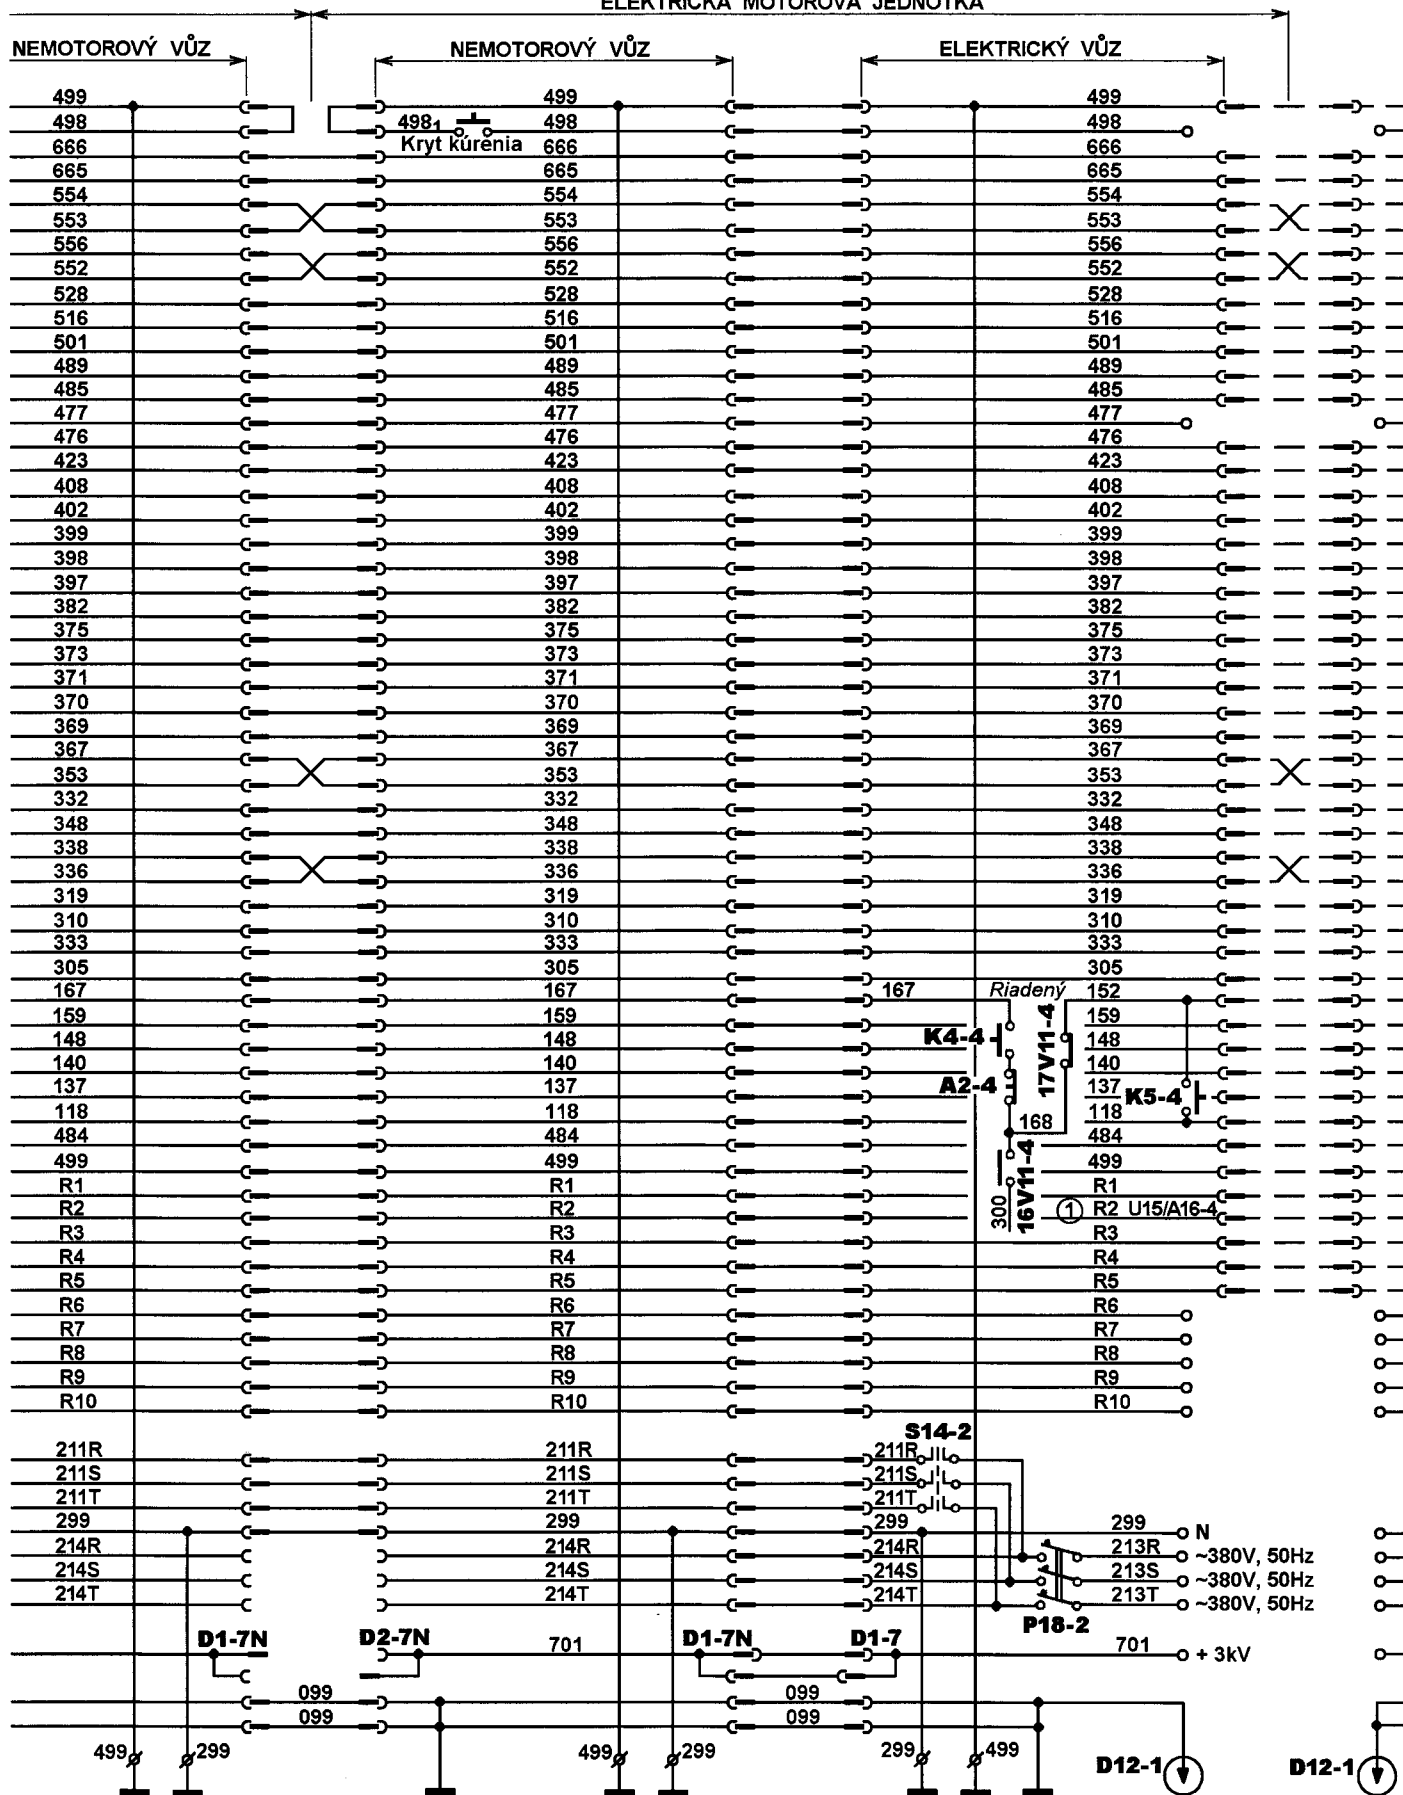 ELEKTRICKÁ MOTOROVÁ JEDNOTKA
NEMOTOROVÝ VŮZ NEMOTOROVÝ VŮZ ELEKTRICKÝ VŮZ
499 499 499
498 498₁ 498 498
Kryt kúrenia
666 666 666
665 665 665
554 554 554
553 553 553
556 556 556
552 552 552
528 528 528
516 516 516
501 501 501
489 489 489
485 485 485
477 477 477
476 476 476
423 423 423
408 408 408
402 402 402
399 399 399
398 398 398
397 397 397
382 382 382
375 375 375
373 373 373
371 371 371
370 370 370
369 369 369
367 367 367
353 353 353
332 332 332
348 348 348
338 338 338
336 336 336
319 319 319
310 310 310
333 333 333
305 305 305
167 167 167 Riadený 152
159 159 159
148 148 K4-4 17V11-4 148
140 140 A2-4 140
137 137 137 K5-4
118 118 168 118
484 484 484
499 499 16V11-4 499
R1 R1 R1
R2 R2 300 1 R2 U15/A16-4
R3 R3 R3
R4 R4 R4
R5 R5 R5
R6 R6 R6
R7 R7 R7
R8 R8 R8
R9 R9 R9
R10 R10 R10
S14-2
211R 211R 211R
211S 211S 211S
211T 211T 211T
299 299 299 299 N
214R 214R 214R 213R ~380V, 50Hz
214S 214S 214S 213S ~380V, 50Hz
214T 214T 214T 213T ~380V, 50Hz
P18-2
D1-7N D2-7N 701 D1-7N D1-7 701 + 3kV
099 099
099 099
499 299 499 299 299 499 D12-1 D12-1